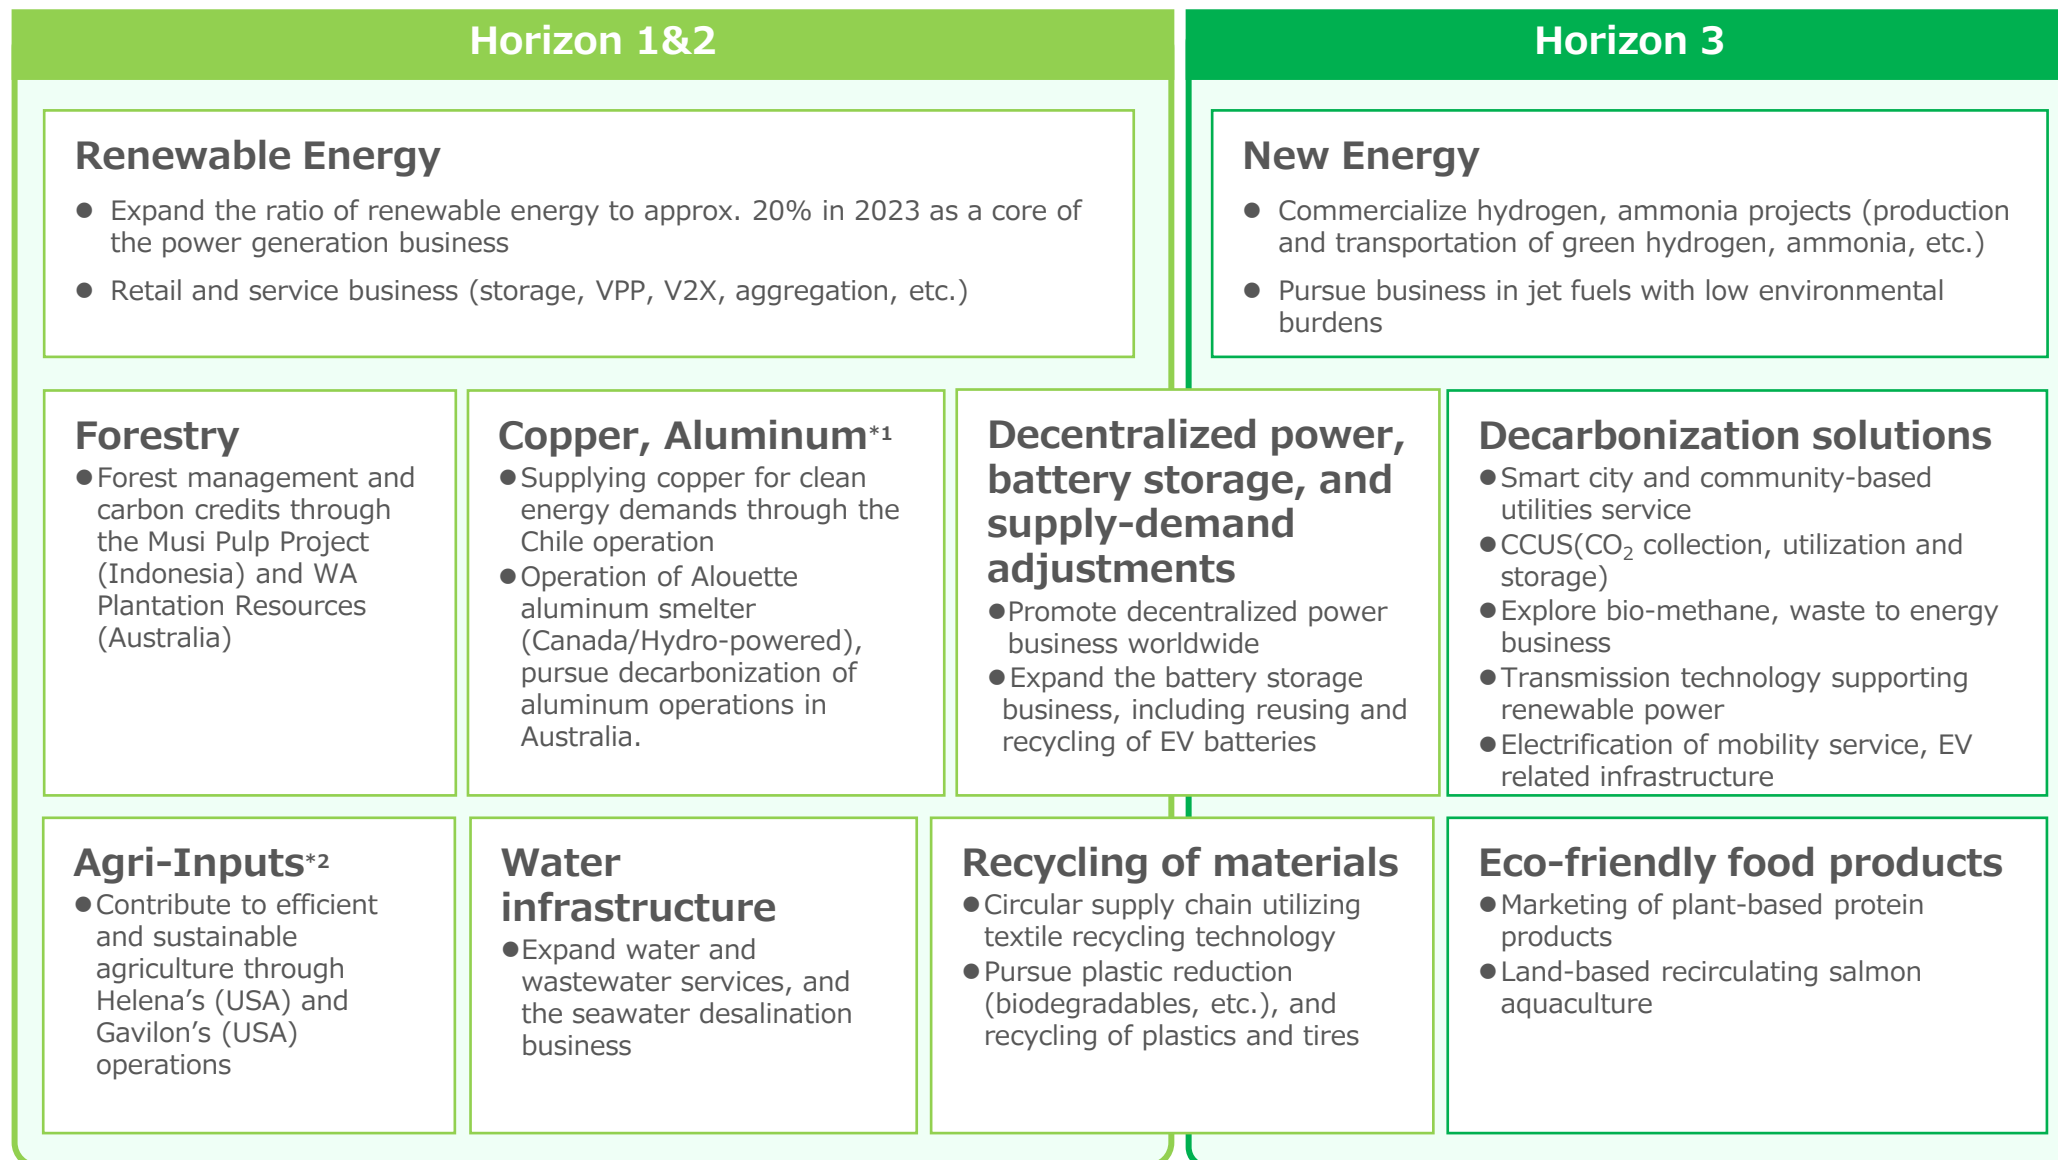 Horizon 1&2
Renewable Energy
● Expand the ratio of renewable energy to approx. 20% in 2023 as a core of
the power generation business
● Retail and service business (storage, VPP, V2X, aggregation, etc.)
Horizon 3
New Energy
● Commercialize hydrogen, ammonia projects (production
and transportation of green hydrogen, ammonia, etc.)
● Pursue business in jet fuels with low environmental
burdens
Forestry
●Forest management and
carbon credits through
the Musi Pulp Project
(Indonesia) and WA
Plantation Resources
(Australia)
Copper, Aluminum*1
●Supplying copper for clean
energy demands through the
Chile operation
●Operation of Alouette
aluminum smelter
(Canada/Hydro-powered),
pursue decarbonization of
aluminum operations in
Australia.
Decentralized power,
battery storage, and
supply-demand
adjustments
●Promote decentralized power
business worldwide
●Expand the battery storage
business, including reusing and
recycling of EV batteries
Decarbonization solutions
●Smart city and community-based
utilities service
●CCUS(CO₂ collection, utilization and
storage)
●Explore bio-methane, waste to energy
business
●Transmission technology supporting
renewable power
●Electrification of mobility service, EV
related infrastructure
Agri-Inputs*2
●Contribute to efficient
and sustainable
agriculture through
Helena’s (USA) and
Gavilon’s (USA)
operations
Water
infrastructure
●Expand water and
wastewater services, and
the seawater desalination
business
Recycling of materials
●Circular supply chain utilizing
textile recycling technology
●Pursue plastic reduction
(biodegradables, etc.), and
recycling of plastics and tires
Eco-friendly food products
●Marketing of plant-based protein
products
●Land-based recirculating salmon
aquaculture